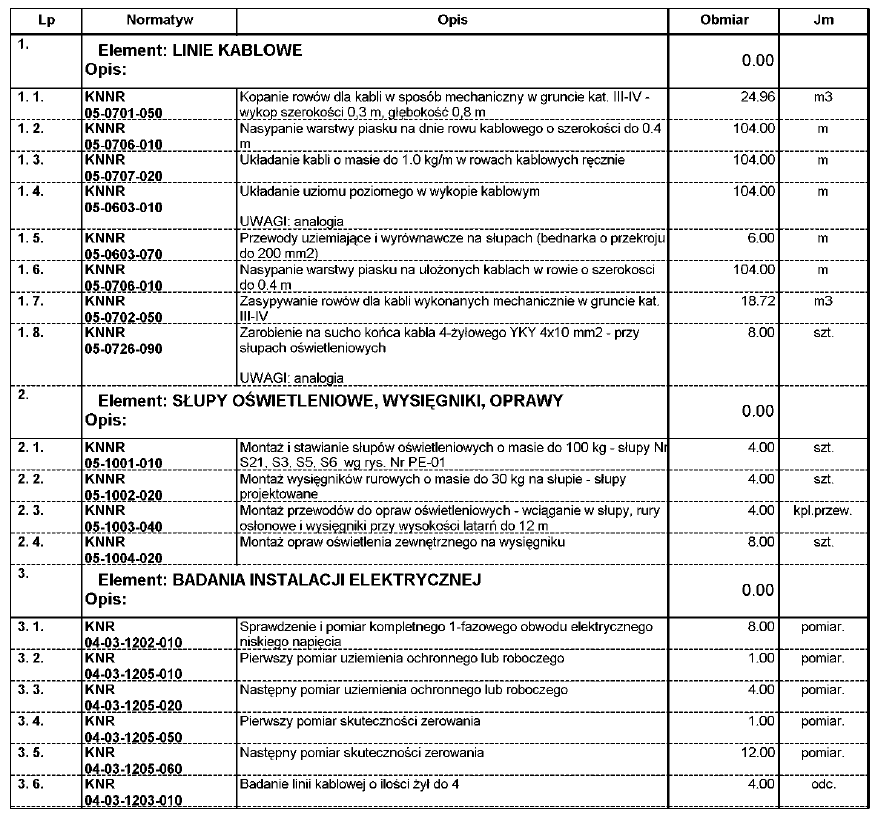 Lp Normatyw Opis Obmiar Jm
1. Element: LINIE KABLOWE 0.00
Opis:
1. 1. KNNR Kopanie rowów dla kabli w sposób mechaniczny w gruncie kat. III-IV - 24.96 m3
05-0701-050 wykop szerokości 0,3 m, głębokość 0,8 m
1. 2. KNNR Nasypanie warstwy piasku na dnie rowu kablowego o szerokości do 0.4 104.00 m
05-0706-010 m
1. 3. KNNR Układanie kabli o masie do 1.0 kg/m w rowach kablowych ręcznie 104.00 m
05-0707-020
1. 4. KNNR Układanie uziomu poziomego w wykopie kablowym 104.00 m
05-0603-010
UWAGI: analogia
1. 5. KNNR Przewody uziemiające i wyrównawcze na słupach (bednarka o przekroju 6.00 m
05-0603-070 do 200 mm2)
1. 6. KNNR Nasypanie warstwy piasku na ułożonych kablach w rowie o szerokosci 104.00 m
05-0706-010 do 0.4 m
1. 7. KNNR Zasypywanie rowów dla kabli wykonanych mechanicznie w gruncie kat. 18.72 m3
05-0702-050 III-IV
1. 8. KNNR Zarobienie na sucho końca kabla 4-żyłowego YKY 4x10 mm2 - przy 8.00 szt.
05-0726-090 słupach oświetleniowych
UWAGI: analogia
2. Element: SŁUPY OŚWIETLENIOWE, WYSIĘGNIKI, OPRAWY 0.00
Opis:
2. 1. KNNR Montaż i stawianie słupów oświetleniowych o masie do 100 kg - słupy Nr 4.00 szt.
05-1001-010 S21, S3, S5, S6 wg rys. Nr PE-01
2. 2. KNNR Montaż wysięgników rurowych o masie do 30 kg na słupie - słupy 4.00 szt.
05-1002-020 projektowane
2. 3. KNNR Montaż przewodów do opraw oświetleniowych - wciąganie w słupy, rury 4.00 kpl.przew.
05-1003-040 osłonowe i wysięgniki przy wysokości latarń do 12 m
2. 4. KNNR Montaż opraw oświetlenia zewnętrznego na wysięgniku 8.00 szt.
05-1004-020
3. Element: BADANIA INSTALACJI ELEKTRYCZNEJ 0.00
Opis:
3. 1. KNR Sprawdzenie i pomiar kompletnego 1-fazowego obwodu elektrycznego 8.00 pomiar.
04-03-1202-010 niskiego napięcia
3. 2. KNR Pierwszy pomiar uziemienia ochronnego lub roboczego 1.00 pomiar.
04-03-1205-010
3. 3. KNR Następny pomiar uziemienia ochronnego lub roboczego 4.00 pomiar.
04-03-1205-020
3. 4. KNR Pierwszy pomiar skuteczności zerowania 1.00 pomiar.
04-03-1205-050
3. 5. KNR Następny pomiar skuteczności zerowania 12.00 pomiar.
04-03-1205-060
3. 6. KNR Badanie linii kablowej o ilości żył do 4 4.00 odc.
04-03-1203-010